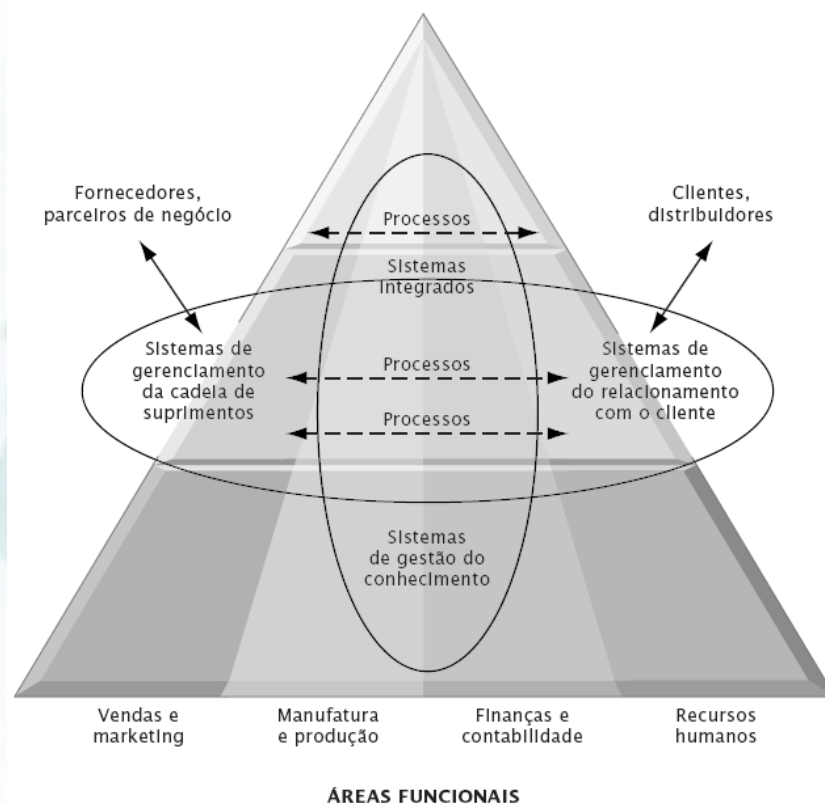 Fornecedores,
parceiros de negócio
Clientes,
distribuidores
Processos
Sistemas
integrados
Sistemas de
gerenciamento
da cadeia de
suprimentos
Processos
Processos
Sistemas de
gerenciamento
do relacionamento
com o cliente
Sistemas
de gestão do
conhecimento
Vendas e
marketing
Manufatura
e produção
Finanças e
contabilidade
Recursos
humanos
ÁREAS FUNCIONAIS